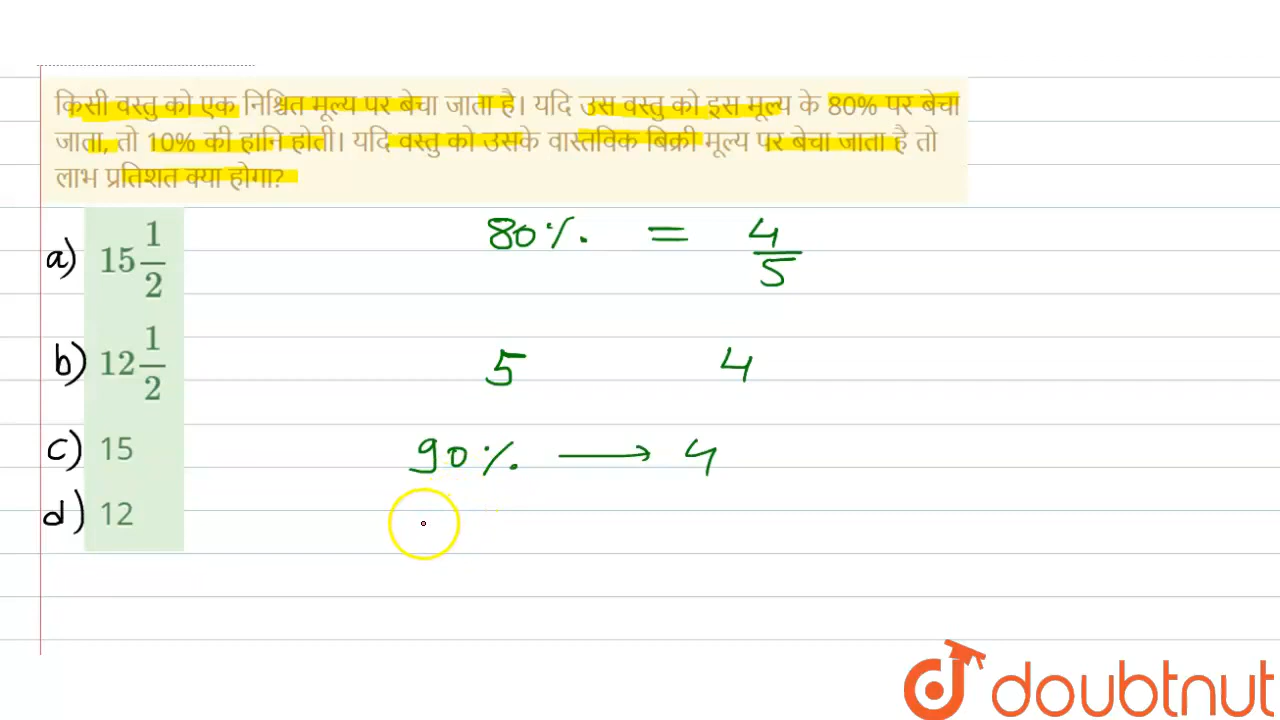 किसी वस्तु को एक निश्चित मूल्य पर बेचा जाता है। यदि उस वस्तु को इस मूल्य के 80% पर बेचा
जाता, तो 10% की हानि होती। यदि वस्तु को उसके वास्तविक बिक्री मूल्य पर बेचा जाता है तो
लाभ प्रतिशत क्या होगा?
80% = 4/5
a) 15 1/2
b) 12 1/2
5 4
c) 15
90% → 4
d) 12
doubtnut